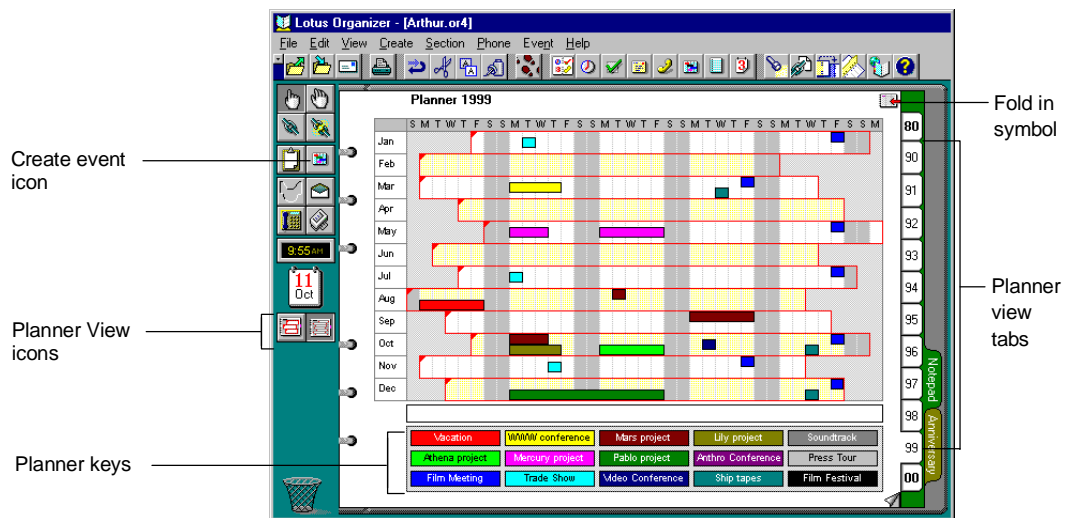 Lotus Organizer - [Arthur.or4]
File Edit View Create Section Phone Event Help
Planner 1999
S M T W T F S S M T W T F S S M T W T F S S M T W T F S S M T W T F S S M
Jan
Feb
Mar
Apr
May
Jun
Jul
Aug
Sep
Oct
Nov
Dec
Vacation WWW conference Mars project Lily project Soundtrack
Athena project Mercury project Pablo project Anthro Conference Press Tour
Film Meeting Trade Show Video Conference Ship tapes Film Festival
80
90
91
92
93
94
95
96
97
98
99
00
Notepad
Anniversary
9:55 AM
11
Oct
3
?
Create event
icon
Planner View
icons
Planner keys
Fold in
symbol
Planner
view
tabs